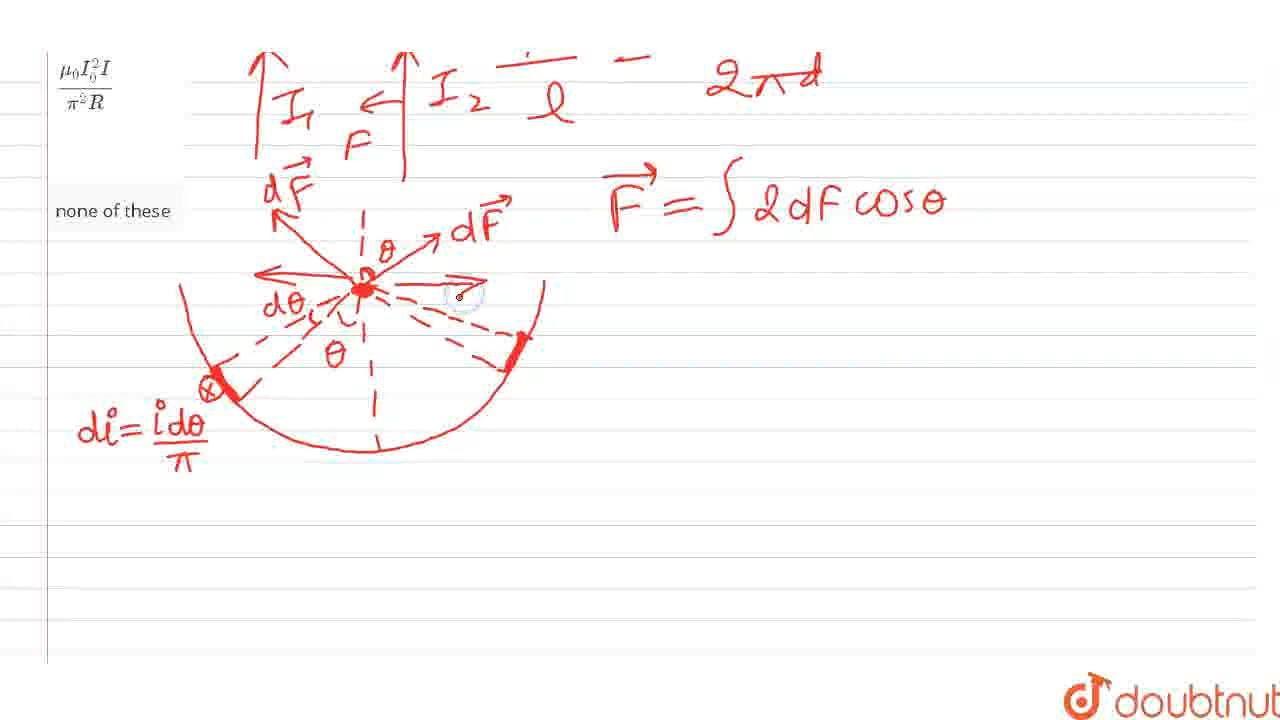 μ₀I₀²I
π²R
none of these
I₁
F
I₂
l
2πd
dF⃗
θ
dF⃗
F⃗ = ∫ 2dF cosθ
dθ
θ
di = idθ
π
doubtnut